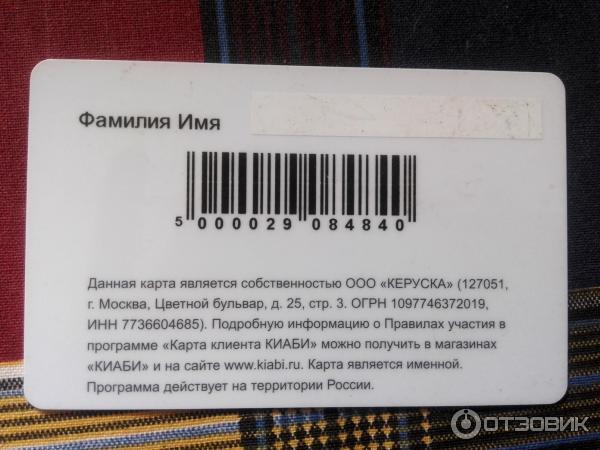 Фамилия Имя
5 000029 084840
Данная карта является собственностью ООО «КЕРУСКА» (127051,
г. Москва, Цветной бульвар, д. 25, стр. 3. ОГРН 1097746372019,
ИНН 7736604685). Подробную информацию о Правилах участия в
программе «Карта клиента КИАБИ» можно получить в магазинах
«КИАБИ» и на сайте www.kiabi.ru. Карта является именной.
Программа действует на территории России.
ОТЗОВИК